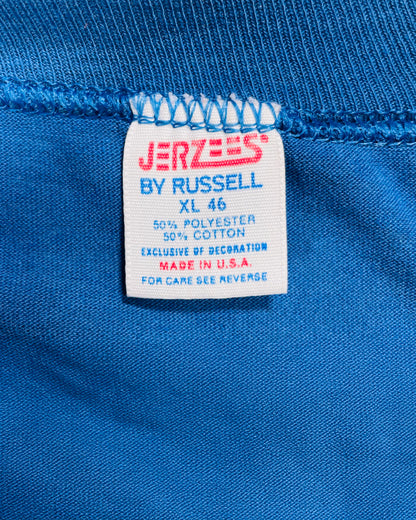 JERZEES®
BY RUSSELL
XL 46
50% POLYESTER
50% COTTON
EXCLUSIVE OF DECORATION
MADE IN U.S.A.
FOR CARE SEE REVERSE